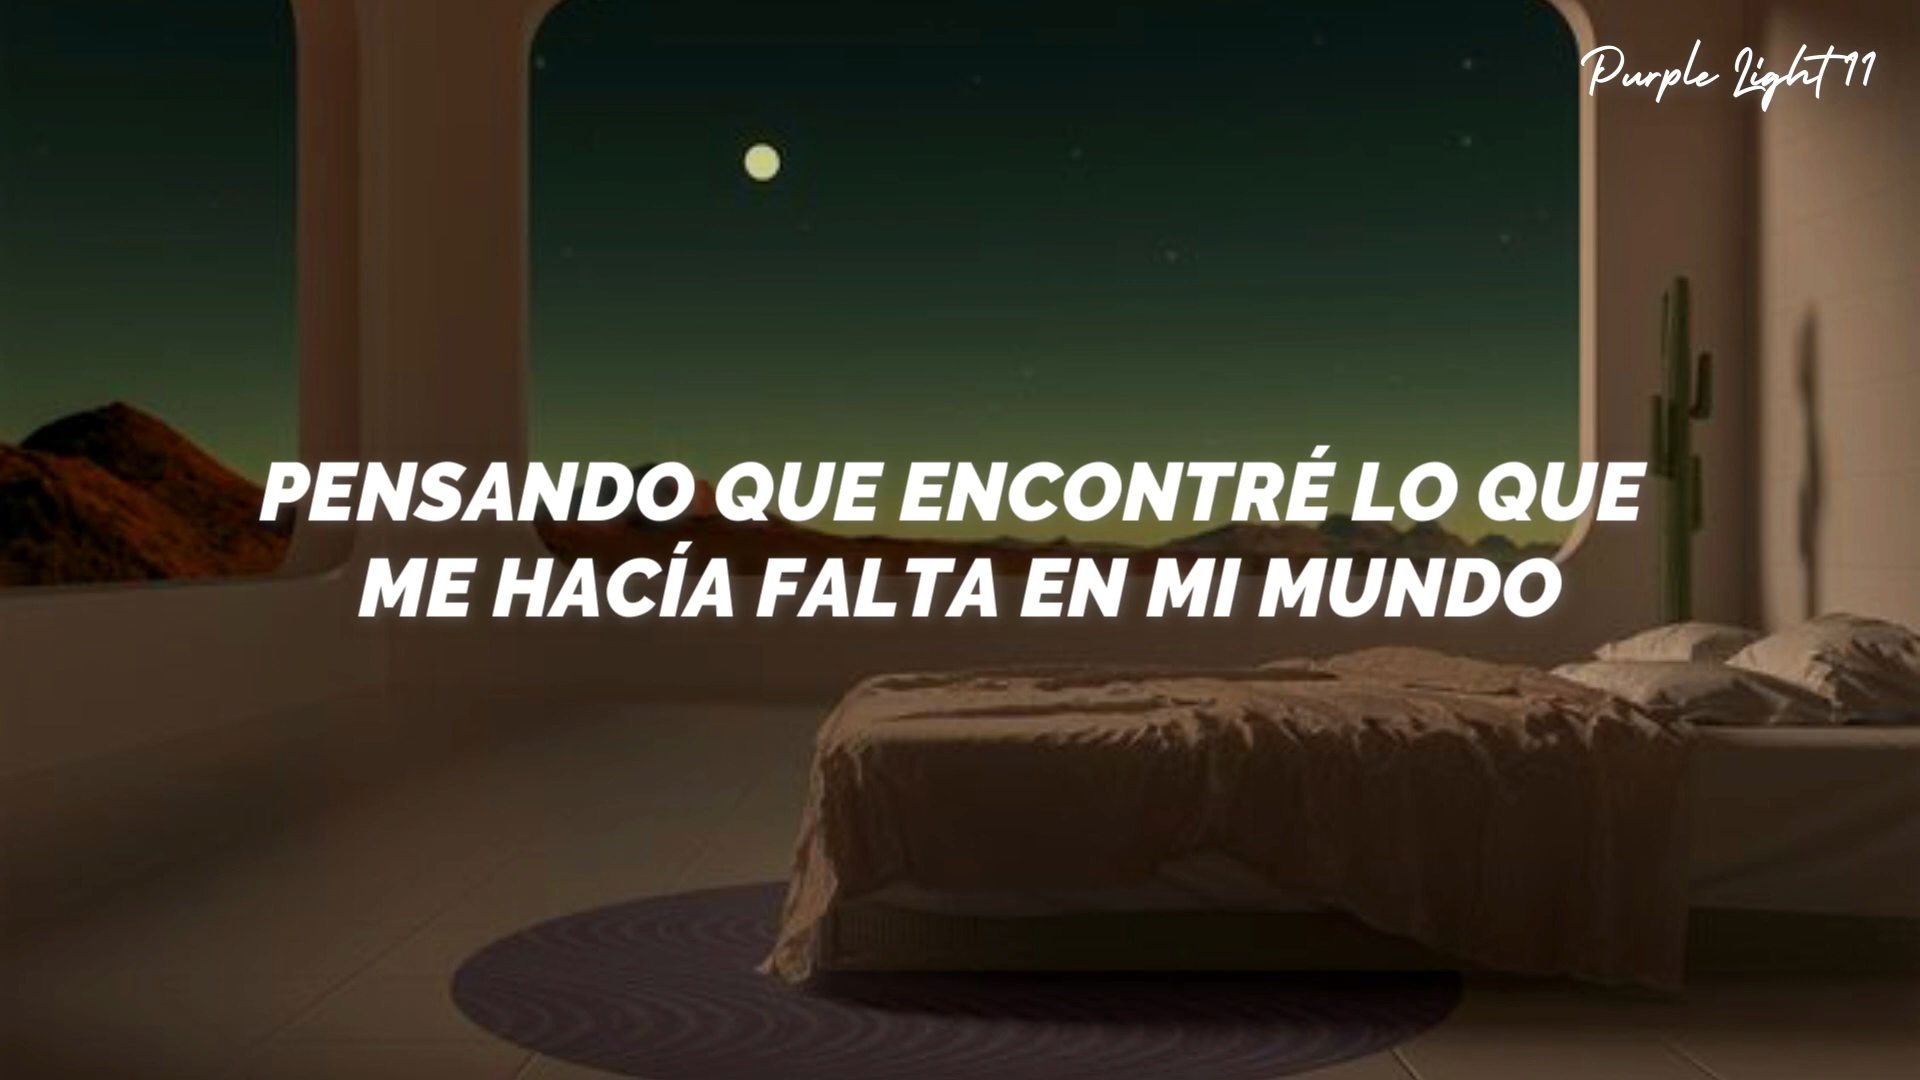 Purple Light 11
PENSANDO QUE ENCONTRÉ LO QUE
ME HACÍA FALTA EN MI MUNDO